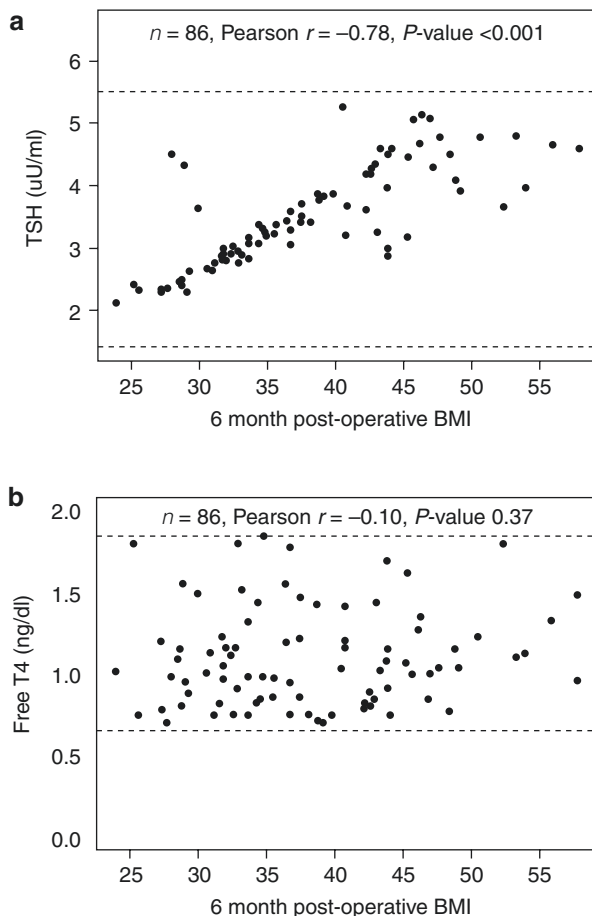 a
n = 86, Pearson r = –0.78, P-value <0.001
6
5
4
3
2
TSH (uU/ml)
25 30 35 40 45 50 55
6 month post-operative BMI
b
n = 86, Pearson r = –0.10, P-value 0.37
2.0
1.5
1.0
0.5
0.0
Free T4 (ng/dl)
25 30 35 40 45 50 55
6 month post-operative BMI